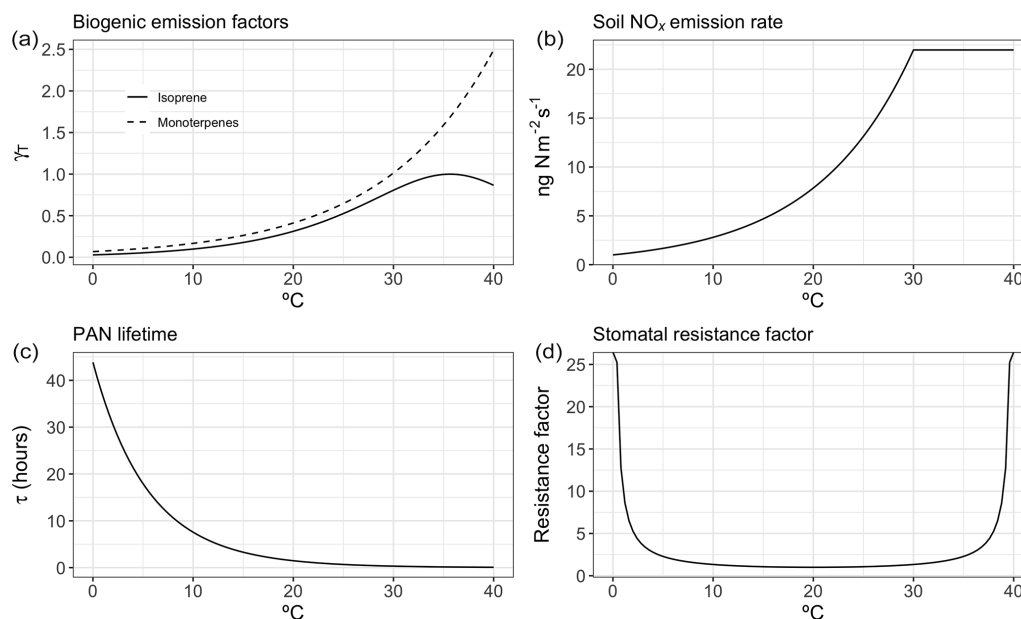 (a)
Biogenic emission factors
2.5
2.0
1.5
1.0
0.5
0.0
γT
Isoprene
Monoterpenes
0 10 20 30 40
ºC
(b)
Soil NOx emission rate
20
15
10
5
0
ng N m-2 s-1
0 10 20 30 40
ºC
(c)
PAN lifetime
40
30
20
10
0
τ (hours)
0 10 20 30 40
ºC
(d)
Stomatal resistance factor
25
20
15
10
5
0
Resistance factor
0 10 20 30 40
ºC